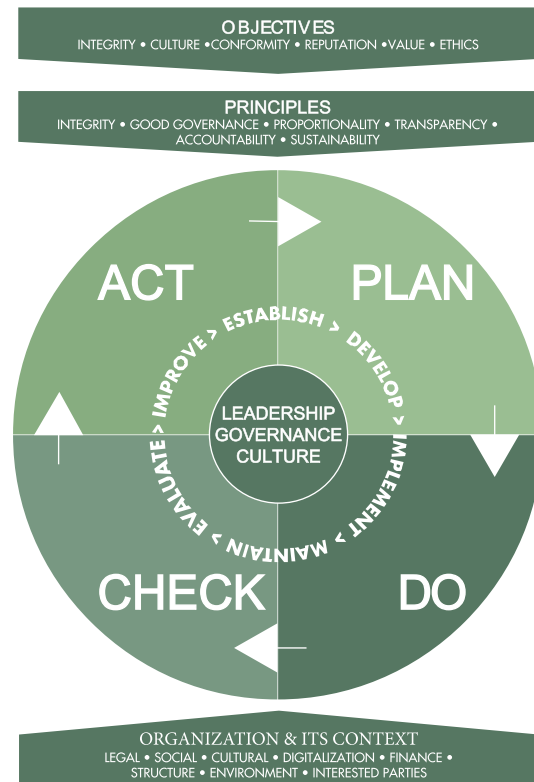 OBJECTIVES
INTEGRITY • CULTURE •CONFORMITY • REPUTATION •VALUE • ETHICS
PRINCIPLES
INTEGRITY • GOOD GOVERNANCE • PROPORTIONALITY • TRANSPARENCY •
ACCOUNTABILITY • SUSTAINABILITY
ACT
PLAN
ESTABLISH > DEVELOP > IMPLEMENT > MAINTAIN > EVALUATE > IMPROVE >
LEADERSHIP
GOVERNANCE
CULTURE
CHECK
DO
ORGANIZATION & ITS CONTEXT
LEGAL • SOCIAL • CULTURAL • DIGITALIZATION • FINANCE •
STRUCTURE • ENVIRONMENT • INTERESTED PARTIES